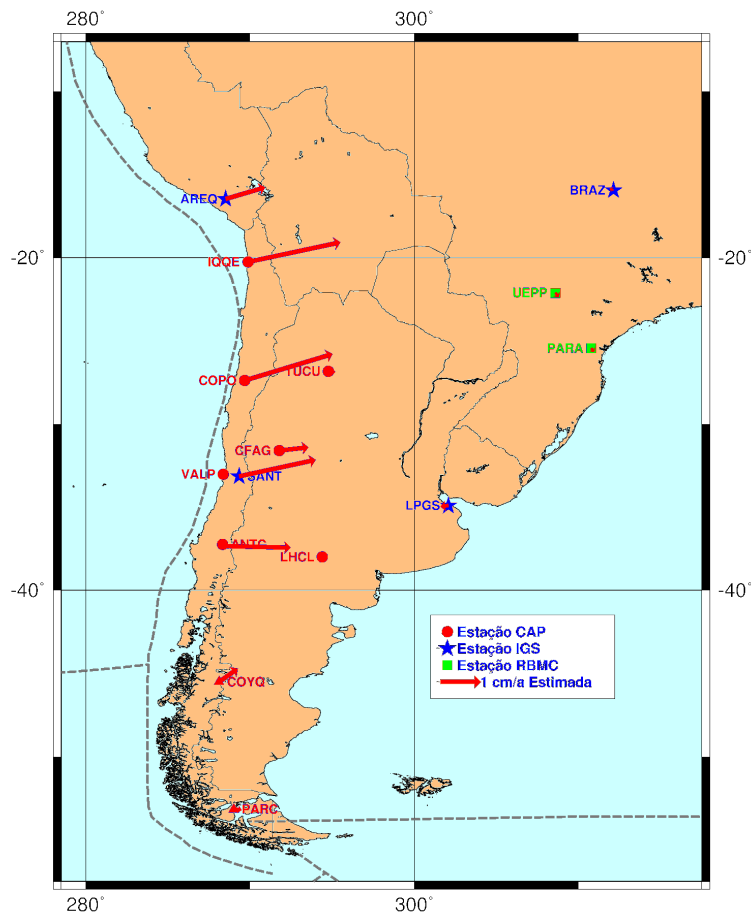 280° 300°
AREQ
BRAZ
-20° IQQE -20°
UEPP
PARA
COPO TUCU
CFAG
VALP SANT
LPGS
ANTC
LHCL
-40° -40°
Estação CAP
Estação IGS
Estação RBMC
1 cm/a Estimada
COYQ
PARC
280° 300°